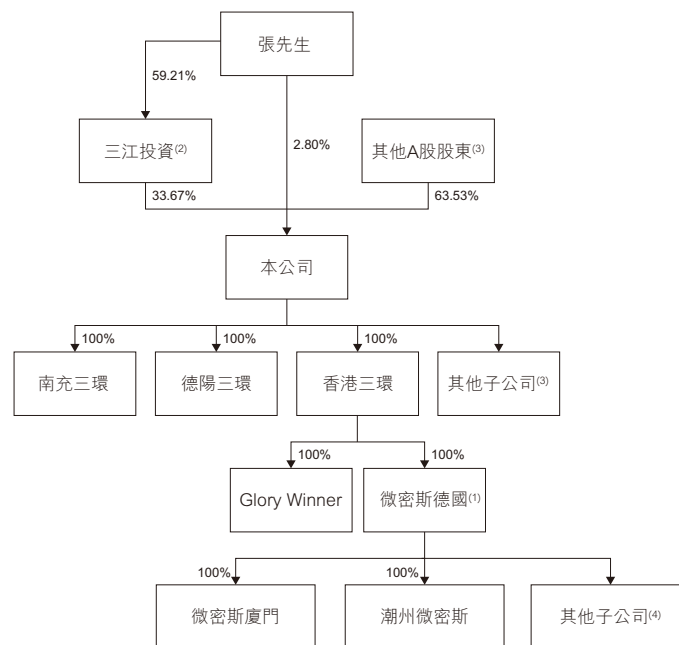 張先生
59.21%
三江投資(2)
2.80%
其他A股股東(3)
33.67%
63.53%
本公司
100%
100%
100%
南充三環
德陽三環
香港三環
其他子公司(3)
100%
100%
Glory Winner
微密斯德國(1)
100%
100%
微密斯廈門
潮州微密斯
其他子公司(4)